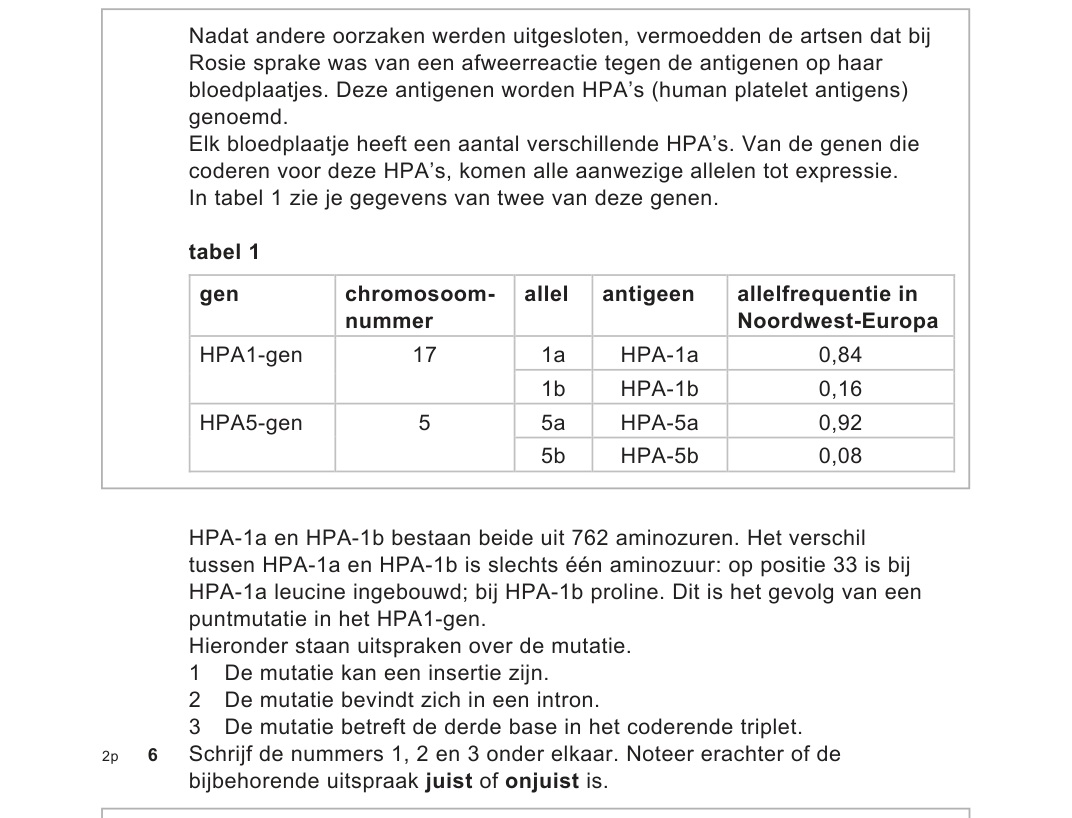 Nadat andere oorzaken werden uitgesloten, vermoedden de artsen dat bij
Rosie sprake was van een afweerreactie tegen de antigenen op haar
bloedplaatjes. Deze antigenen worden HPA's (human platelet antigens)
genoemd.
Elk bloedplaatje heeft een aantal verschillende HPA's. Van de genen die
coderen voor deze HPA's, komen alle aanwezige allelen tot expressie.
In tabel 1 zie je gegevens van twee van deze genen.
tabel 1
gen chromosoom- allel antigeen allelfrequentie in
nummer Noordwest-Europa
HPA1-gen 17 1a HPA-1a 0,84
1b HPA-1b 0,16
HPA5-gen 5 5a HPA-5a 0,92
5b HPA-5b 0,08
HPA-1a en HPA-1b bestaan beide uit 762 aminozuren. Het verschil
tussen HPA-1a en HPA-1b is slechts één aminozuur: op positie 33 is bij
HPA-1a leucine ingebouwd; bij HPA-1b proline. Dit is het gevolg van een
puntmutatie in het HPA1-gen.
Hieronder staan uitspraken over de mutatie.
1 De mutatie kan een insertie zijn.
2 De mutatie bevindt zich in een intron.
3 De mutatie betreft de derde base in het coderende triplet.
2p 6 Schrijf de nummers 1, 2 en 3 onder elkaar. Noteer erachter of de
bijbehorende uitspraak juist of onjuist is.